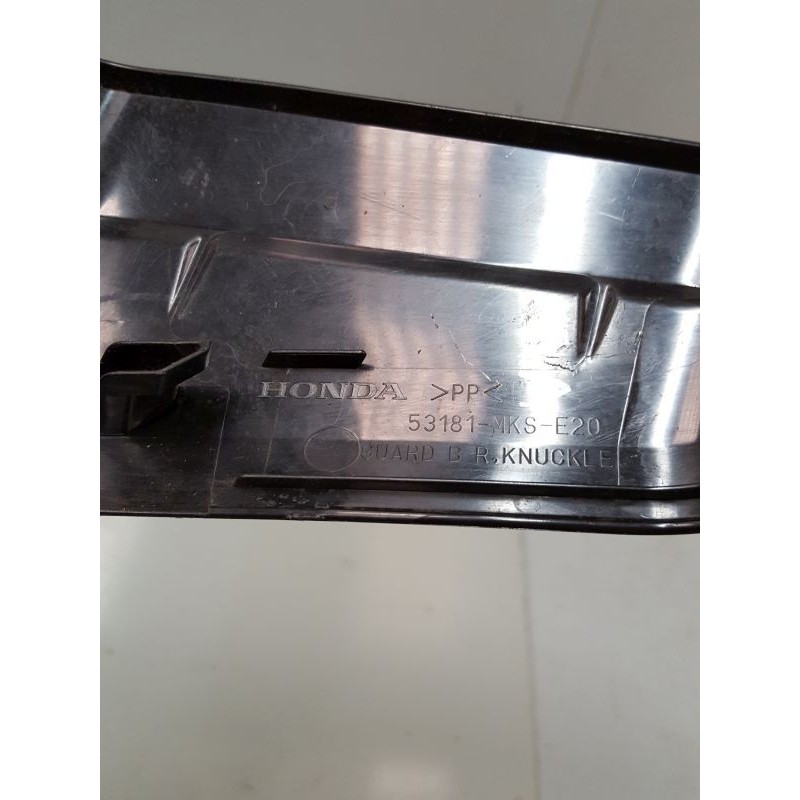 HONDA >PP<
53181-MKS-E20
GUARD B R, KNUCKLE